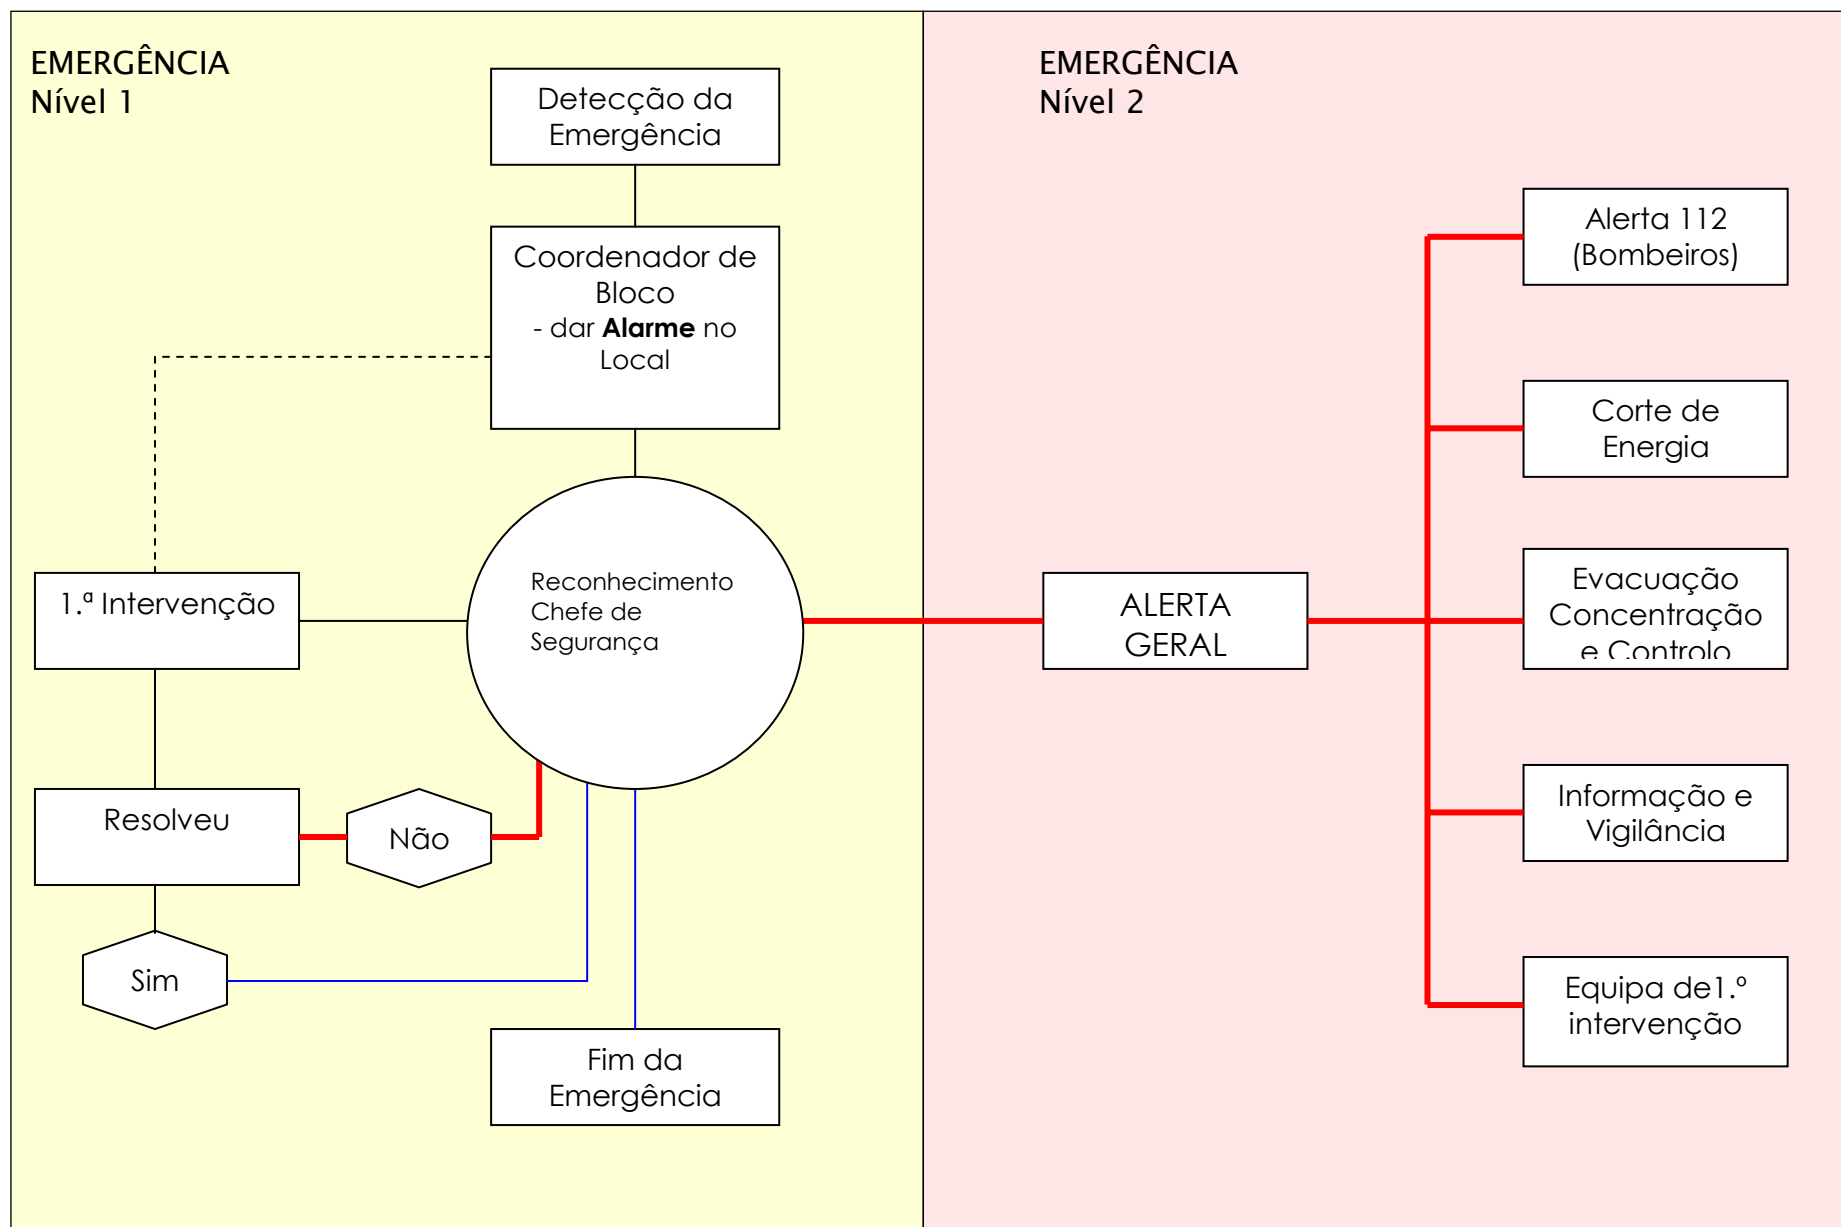 EMERGÊNCIA
Nível 1
Detecção da
Emergência
Coordenador de
Bloco
- dar Alarme no
Local
Reconhecimento
Chefe de
Segurança
1.ª Intervenção
Resolveu
Não
Sim
Fim da
Emergência
EMERGÊNCIA
Nível 2
ALERTA
GERAL
Alerta 112
(Bombeiros)
Corte de
Energia
Evacuação
Concentração
e Controlo
Informação e
Vigilância
Equipa de1.º
intervenção